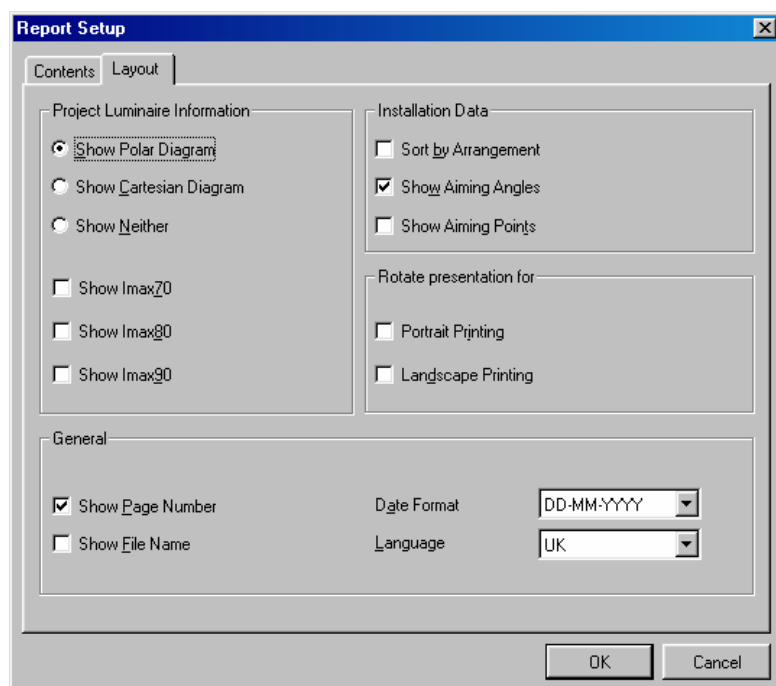 Report Setup
Contents
Layout
Project Luminaire Information
Show Polar Diagram
Show Cartesian Diagram
Show Neither
Show Imax70
Show Imax80
Show Imax90
Installation Data
Sort by Arrangement
Show Aiming Angles
Show Aiming Points
Rotate presentation for
Portrait Printing
Landscape Printing
General
Show Page Number
Show File Name
Date Format
DD-MM-YYYY
Language
UK
OK
Cancel